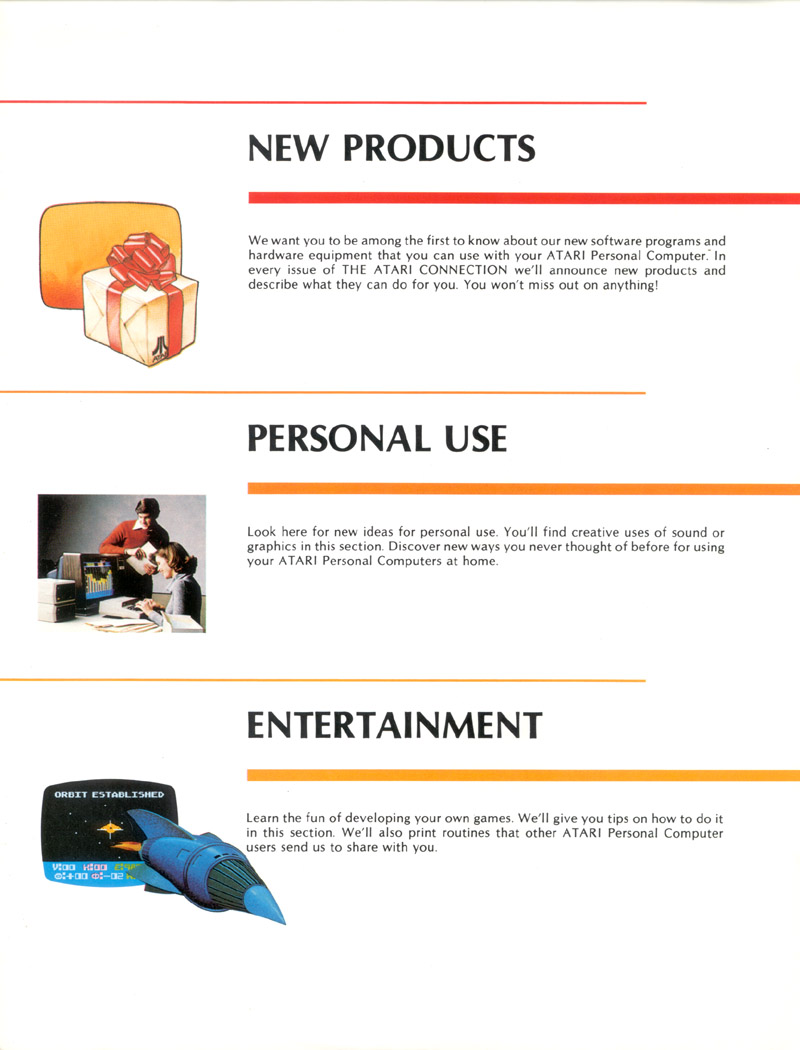 NEW PRODUCTS
We want you to be among the first to know about our new software programs and
hardware equipment that you can use with your ATARI Personal Computer.™ In
every issue of THE ATARI CONNECTION we'll announce new products and
describe what they can do for you. You won't miss out on anything!
ATARI
PERSONAL USE
Look here for new ideas for personal use. You'll find creative uses of sound or
graphics in this section. Discover new ways you never thought of before for using
your ATARI Personal Computers at home.
ENTERTAINMENT
ORBIT ESTABLISHED
Learn the fun of developing your own games. We'll give you tips on how to do it
in this section. We'll also print routines that other ATARI Personal Computer
users send us to share with you.
V:00 H:00
Θ:+00 Φ:-02